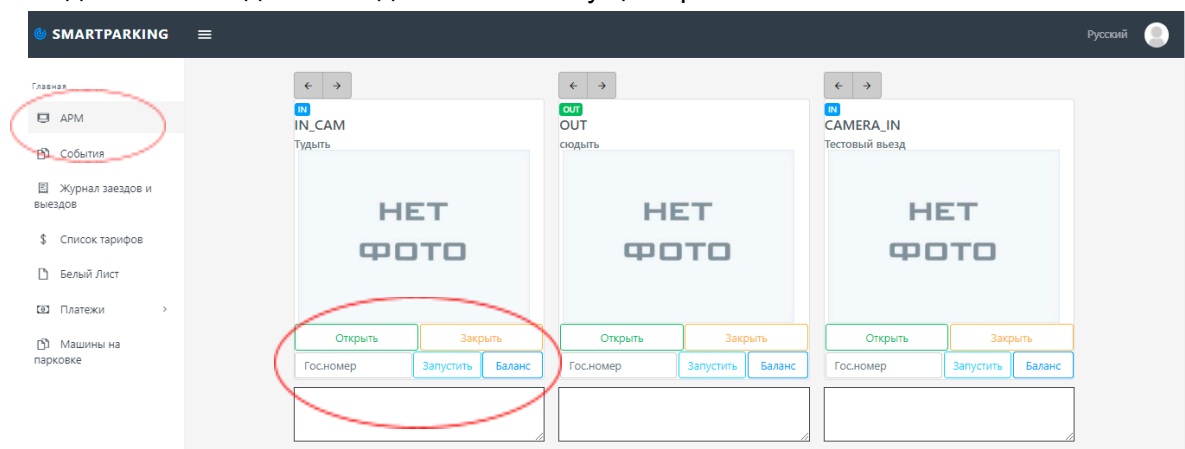 SMARTPARKING
Русский
Главная
АРМ
События
Журнал заездов и
выездов
$ Список тарифов
Белый Лист
Платежи
Машины на
парковке
← →
IN
IN_CAM
Тудыть
НЕТ
ФОТО
Открыть Закрыть
Гос.номер Запустить Баланс
← →
OUT
OUT
сюдыть
НЕТ
ФОТО
Открыть Закрыть
Гос.номер Запустить Баланс
← →
IN
CAMERA_IN
Тестовый вьезд
НЕТ
ФОТО
Открыть Закрыть
Гос.номер Запустить Баланс